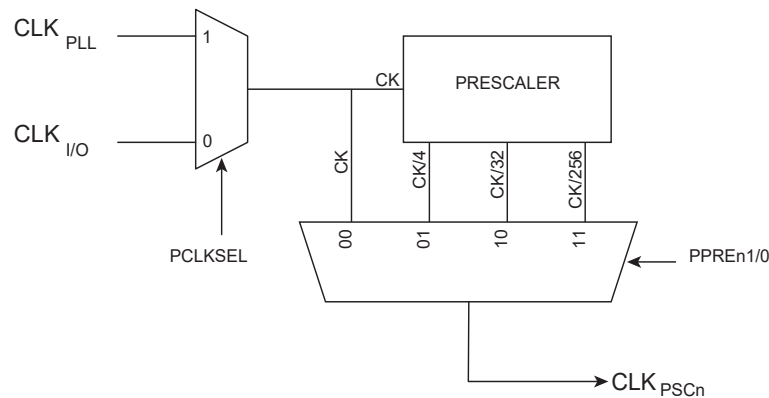 CLK PLL
1
CK
PRESCALER
CLK I/O
0
CK
CK/4
CK/32
CK/256
00
01
10
11
PCLKSEL
PPREn1/0
CLK PSCn